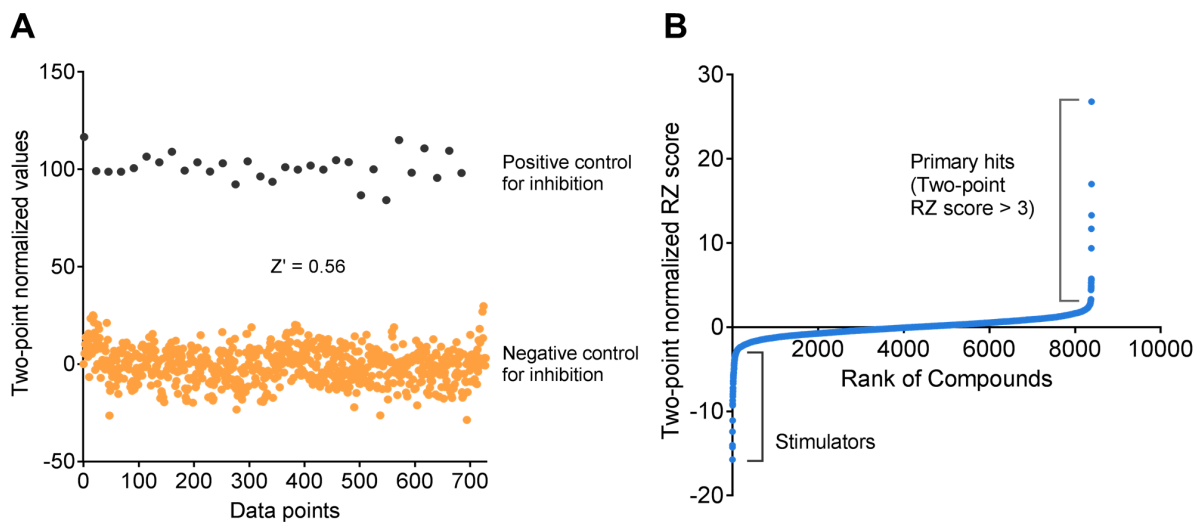 A
150
100
50
0
-50
Two-point normalized values
Positive control
for inhibition
Z' = 0.56
Negative control
for inhibition
0 100 200 300 400 500 600 700
Data points
B
30
20
10
0
-10
-20
Two-point normalized RZ score
Primary hits
(Two-point
RZ score > 3)
2000 4000 6000 8000 10000
Rank of Compounds
Stimulators